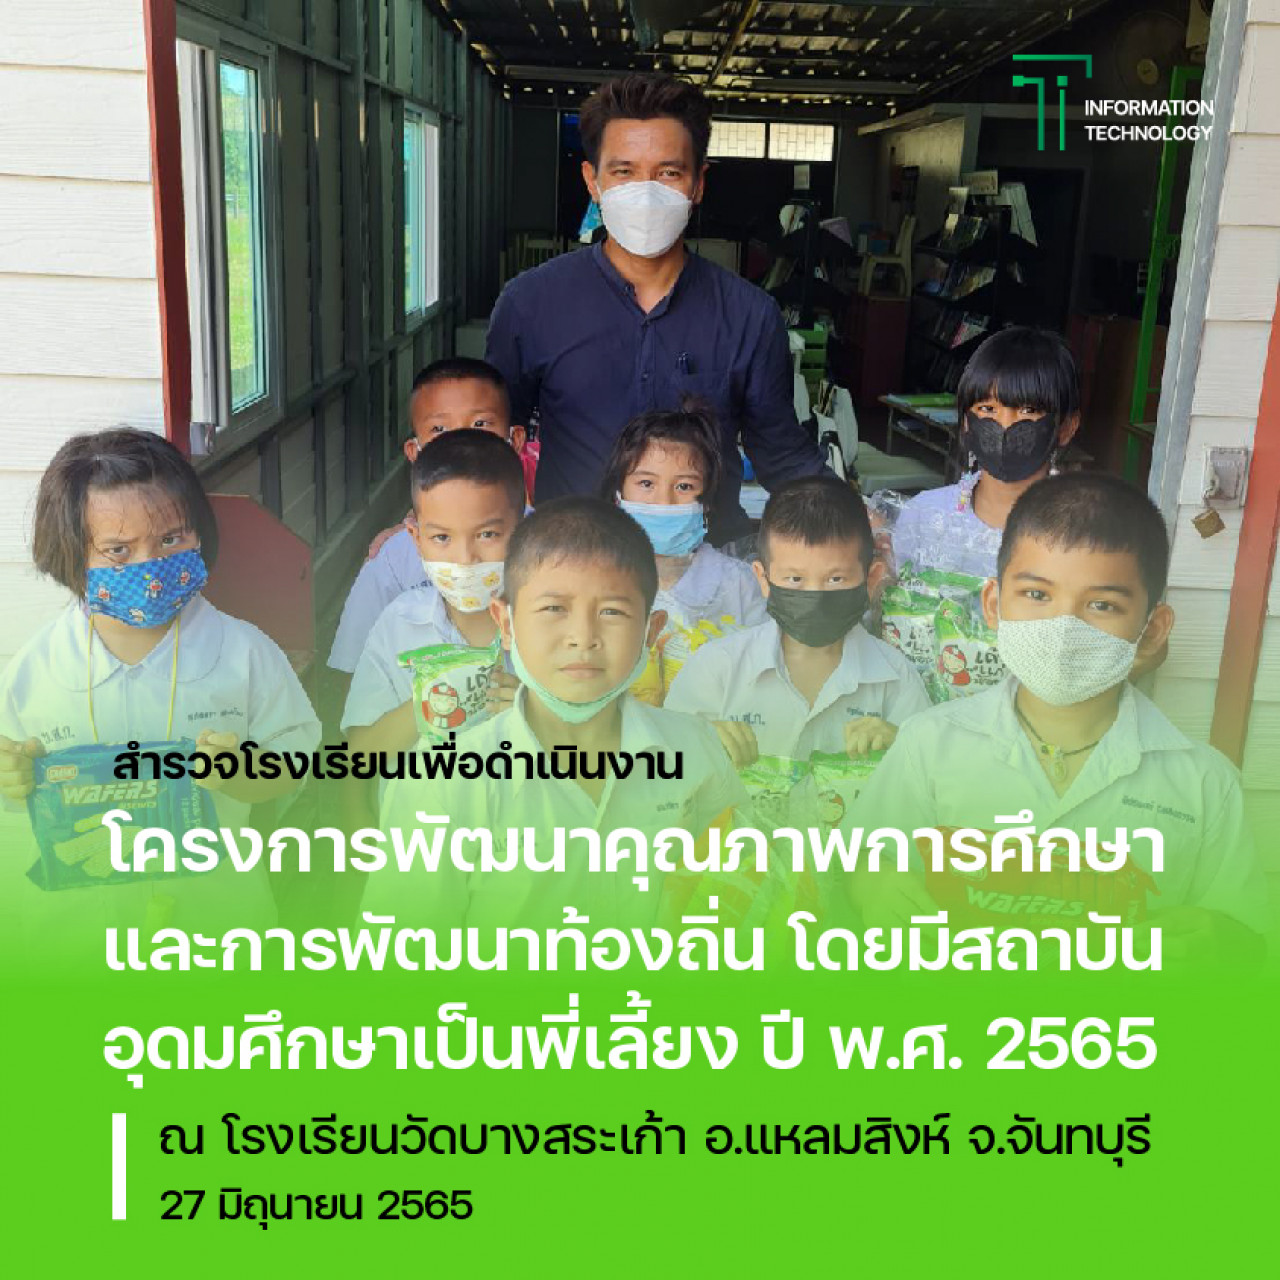 INFORMATION
TECHNOLOGY
สำรวจโรงเรียนเพื่อดำเนินงาน
โครงการพัฒนาคุณภาพการศึกษา
และการพัฒนาท้องถิ่น โดยมีสถาบัน
อุดมศึกษาเป็นพี่เลี้ยง ปี พ.ศ. 2565
ณ โรงเรียนวัดบางสระเก้า อ.แหลมสิงห์ จ.จันทบุรี
27 มิถุนายน 2565
WAFERS
WAFERS
บ.ส.ก.